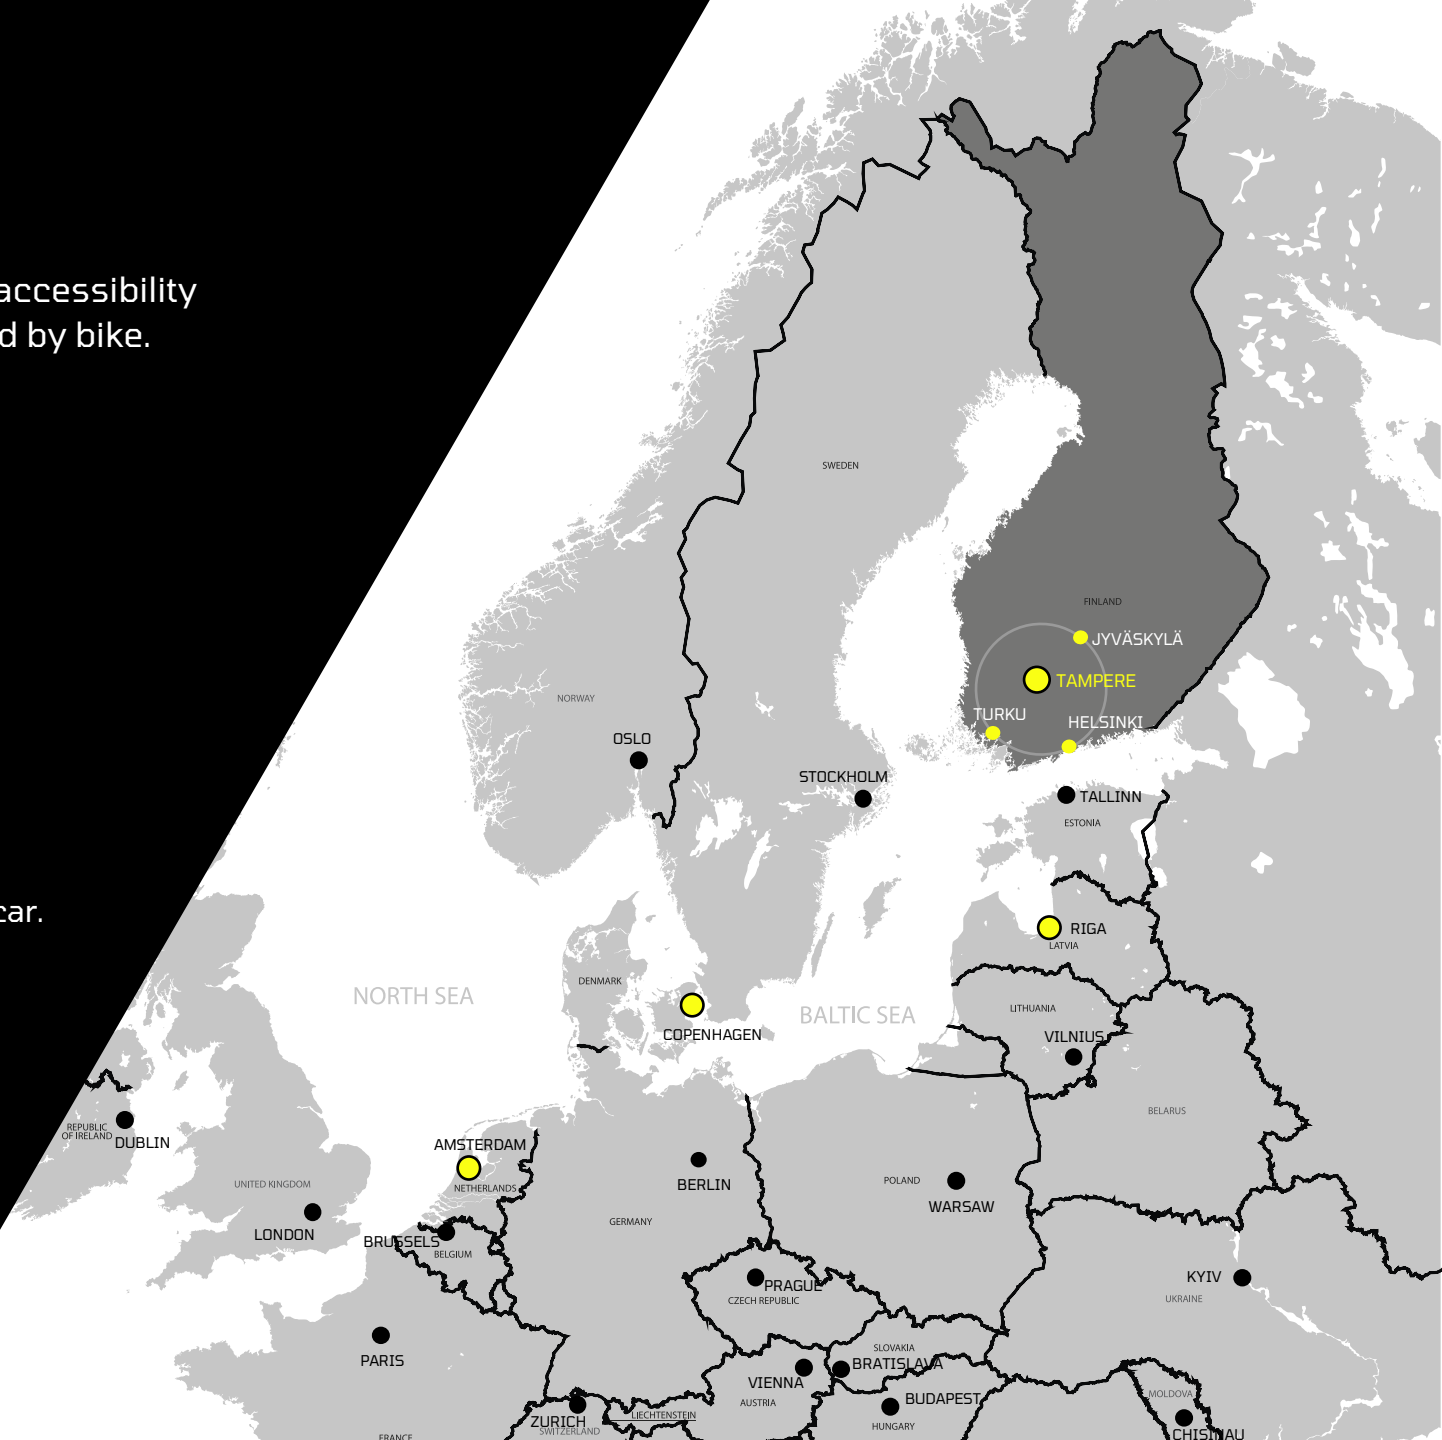 accessibility
d by bike.
car.
SWEDEN
FINLAND
JYVÄSKYLÄ
TAMPERE
NORWAY
TURKU
HELSINKI
OSLO
STOCKHOLM
TALLINN
ESTONIA
RIGA
LATVIA
DENMARK
NORTH SEA
BALTIC SEA
LITHUANIA
COPENHAGEN
VILNIUS
BELARUS
REPUBLIC
OF IRELAND
DUBLIN
AMSTERDAM
NETHERLANDS
UNITED KINGDOM
BERLIN
POLAND
WARSAW
GERMANY
LONDON
BRUSSELS
BELGIUM
KYIV
UKRAINE
PRAGUE
CZECH REPUBLIC
PARIS
SLOVAKIA
BRATISLAVA
VIENNA
AUSTRIA
BUDAPEST
HUNGARY
MOLDOVA
CHISINAU
LIECHTENSTEIN
ZURICH
SWITZERLAND
FRANCE